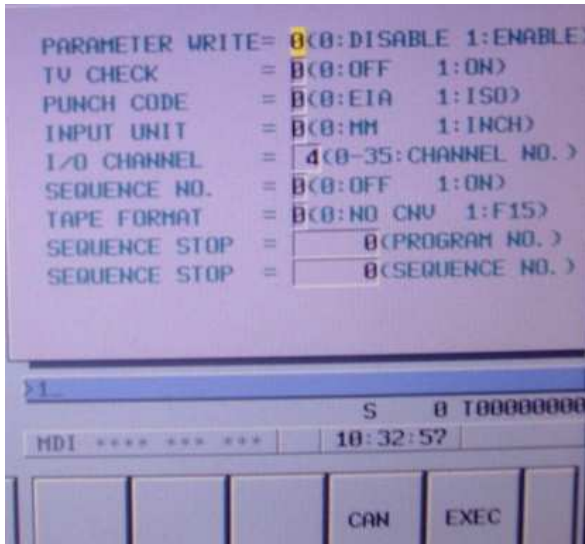 PARAMETER WRITE= 0(0:DISABLE 1:ENABLE)
TV CHECK = 0(0:OFF 1:ON)
PUNCH CODE = 0(0:EIA 1:ISO)
INPUT UNIT = 0(0:MM 1:INCH)
I/O CHANNEL = 4(0-35:CHANNEL NO.)
SEQUENCE NO. = 0(0:OFF 1:ON)
TAPE FORMAT = 0(0:NO CNV 1:F15)
SEQUENCE STOP = 0(PROGRAM NO.)
SEQUENCE STOP = 0(SEQUENCE NO.)
>1_
S 0 T00000000
MDI **** *** *** 10:32:57
CAN EXEC